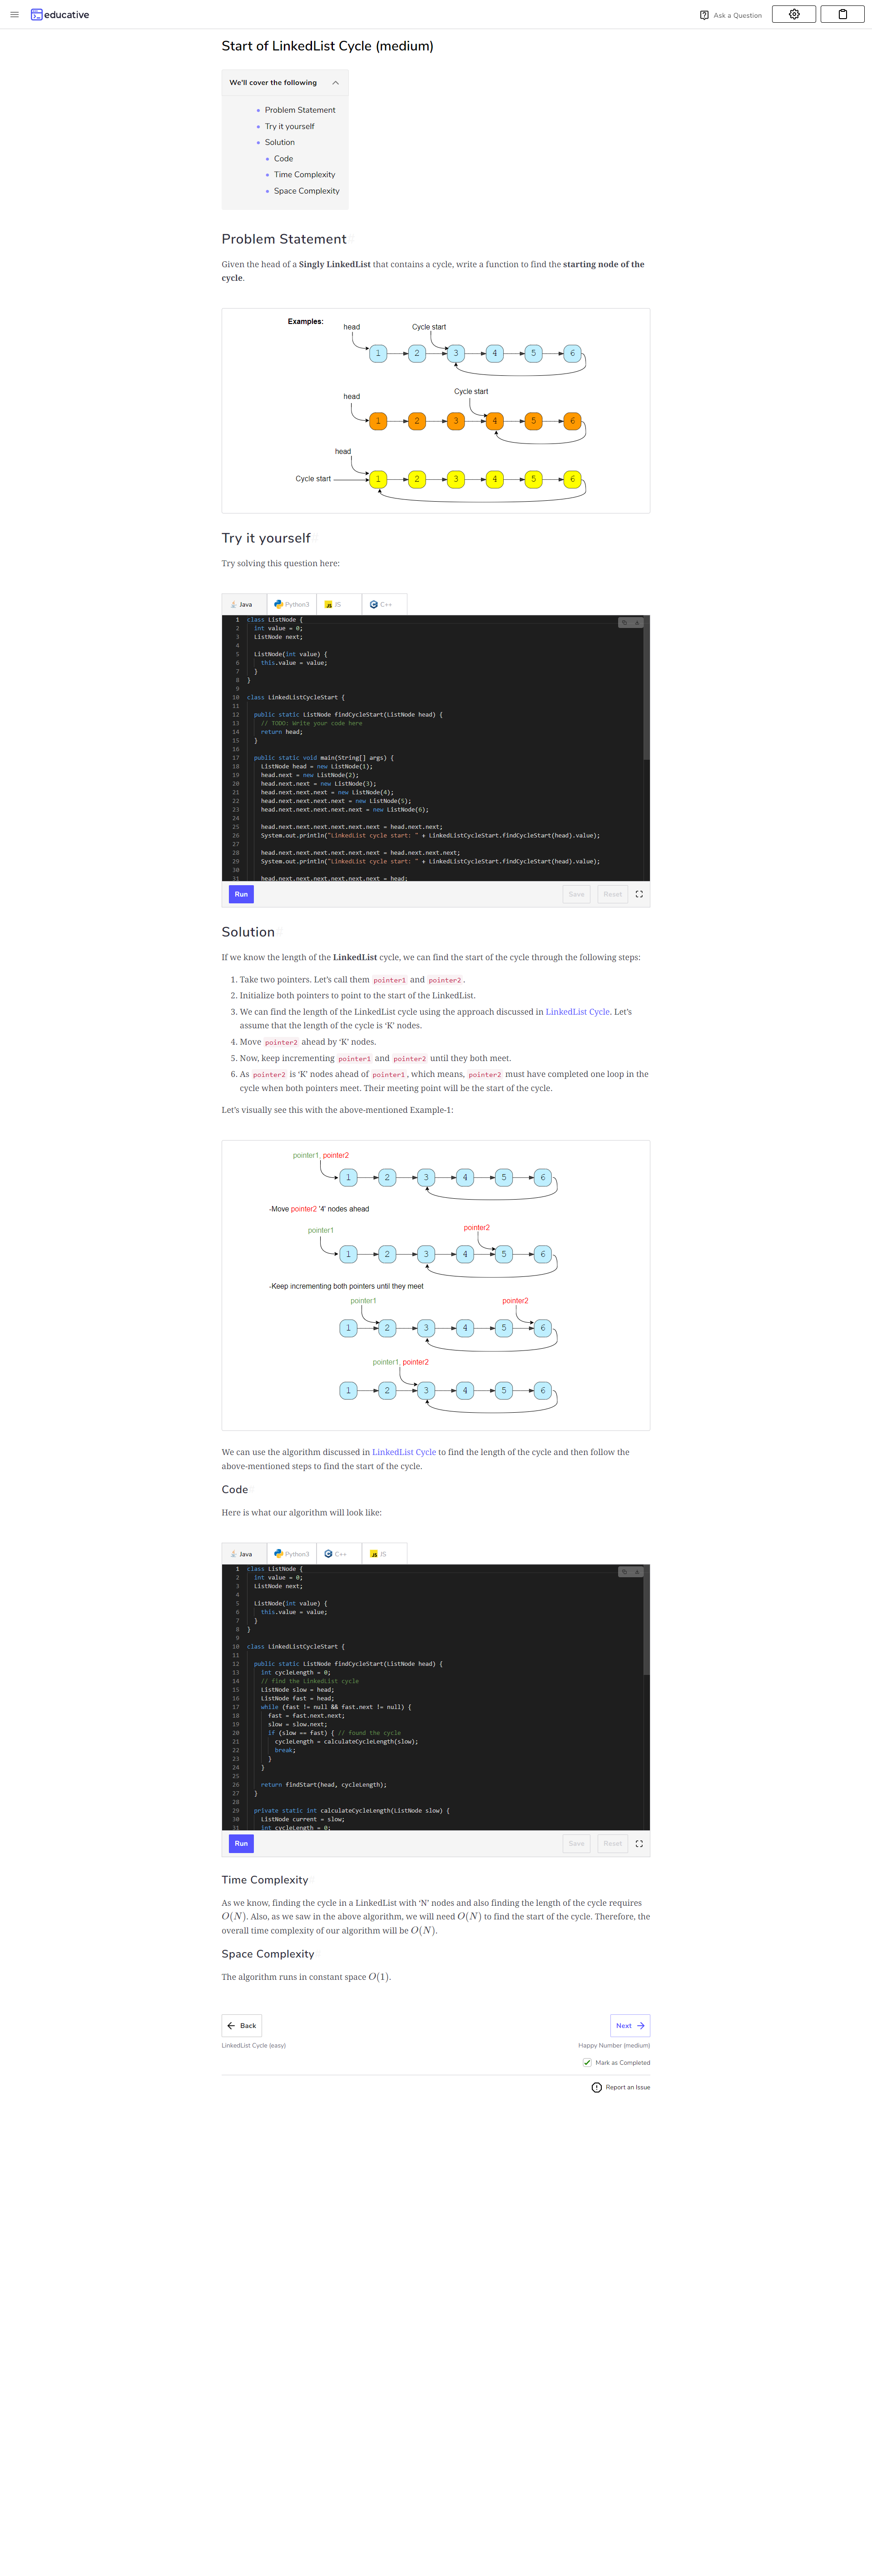 educative
Ask a Question
Start of LinkedList Cycle (medium)
We'll cover the following
Problem Statement
Try it yourself
Solution
Code
Time Complexity
Space Complexity
Problem Statement
Given the head of a Singly LinkedList that contains a cycle, write a function to find the starting node of the
cycle.
Examples:
head
Cycle start
1 2 3 4 5 6
head
Cycle start
1 2 3 4 5 6
head
Cycle start
1 2 3 4 5 6
Try it yourself
Try solving this question here:
Java Python3 JS C++
1 class ListNode {
2 int value = 0;
3 ListNode next;
4
5 ListNode(int value) {
6 this.value = value;
7 }
8 }
9
10 class LinkedListCycleStart {
11
12 public static ListNode findCycleStart(ListNode head) {
13 // TODO: Write your code here
14 return head;
15 }
16
17 public static void main(String[] args) {
18 ListNode head = new ListNode(1);
19 head.next = new ListNode(2);
20 head.next.next = new ListNode(3);
21 head.next.next.next = new ListNode(4);
22 head.next.next.next.next = new ListNode(5);
23 head.next.next.next.next.next = new ListNode(6);
24
25 head.next.next.next.next.next.next = head.next.next;
26 System.out.println("LinkedList cycle start: " + LinkedListCycleStart.findCycleStart(head).value);
27
28 head.next.next.next.next.next.next = head.next.next.next;
29 System.out.println("LinkedList cycle start: " + LinkedListCycleStart.findCycleStart(head).value);
30
31 head.next.next.next.next.next.next = head;
Run
Save
Reset
Solution
If we know the length of the LinkedList cycle, we can find the start of the cycle through the following steps:
1. Take two pointers. Let’s call them pointer1 and pointer2.
2. Initialize both pointers to point to the start of the LinkedList.
3. We can find the length of the LinkedList cycle using the approach discussed in LinkedList Cycle. Let’s
assume that the length of the cycle is ‘K’ nodes.
4. Move pointer2 ahead by ‘K’ nodes.
5. Now, keep incrementing pointer1 and pointer2 until they both meet.
6. As pointer2 is ‘K’ nodes ahead of pointer1, which means, pointer2 must have completed one loop in the
cycle when both pointers meet. Their meeting point will be the start of the cycle.
Let’s visually see this with the above-mentioned Example-1:
pointer1, pointer2
1 2 3 4 5 6
-Move pointer2 '4' nodes ahead
pointer1
pointer2
1 2 3 4 5 6
-Keep incrementing both pointers until they meet
pointer1
pointer2
1 2 3 4 5 6
pointer1, pointer2
1 2 3 4 5 6
We can use the algorithm discussed in LinkedList Cycle to find the length of the cycle and then follow the
above-mentioned steps to find the start of the cycle.
Code
Here is what our algorithm will look like:
Java Python3 C++ JS
1 class ListNode {
2 int value = 0;
3 ListNode next;
4
5 ListNode(int value) {
6 this.value = value;
7 }
8 }
9
10 class LinkedListCycleStart {
11
12 public static ListNode findCycleStart(ListNode head) {
13 int cycleLength = 0;
14 // find the LinkedList cycle
15 ListNode slow = head;
16 ListNode fast = head;
17 while (fast != null && fast.next != null) {
18 fast = fast.next.next;
19 slow = slow.next;
20 if (slow == fast) { // found the cycle
21 cycleLength = calculateCycleLength(slow);
22 break;
23 }
24 }
25
26 return findStart(head, cycleLength);
27 }
28
29 private static int calculateCycleLength(ListNode slow) {
30 ListNode current = slow;
31 int cycleLength = 0;
Run
Save
Reset
Time Complexity
As we know, finding the cycle in a LinkedList with ‘N’ nodes and also finding the length of the cycle requires
O(N). Also, as we saw in the above algorithm, we will need O(N) to find the start of the cycle. Therefore, the
overall time complexity of our algorithm will be O(N).
Space Complexity
The algorithm runs in constant space O(1).
Back
Next
LinkedList Cycle (easy)
Happy Number (medium)
Mark as Completed
Report an Issue